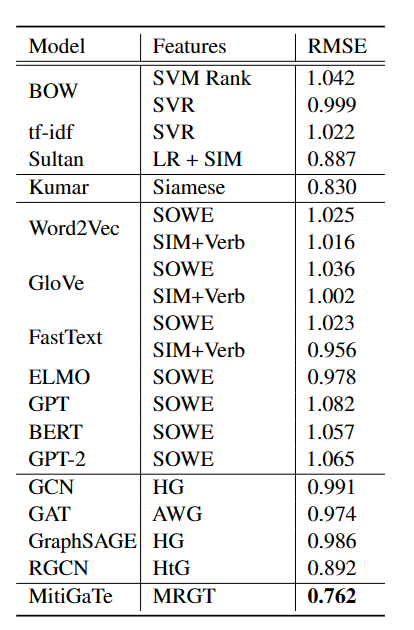 Model Features RMSE
BOW SVM Rank 1.042
SVR 0.999
tf-idf SVR 1.022
Sultan LR + SIM 0.887
Kumar Siamese 0.830
Word2Vec SOWE 1.025
SIM+Verb 1.016
GloVe SOWE 1.036
SIM+Verb 1.002
FastText SOWE 1.023
SIM+Verb 0.956
ELMO SOWE 0.978
GPT SOWE 1.082
BERT SOWE 1.057
GPT-2 SOWE 1.065
GCN HG 0.991
GAT AWG 0.974
GraphSAGE HG 0.986
RGCN HtG 0.892
MitiGaTe MRGT 0.762